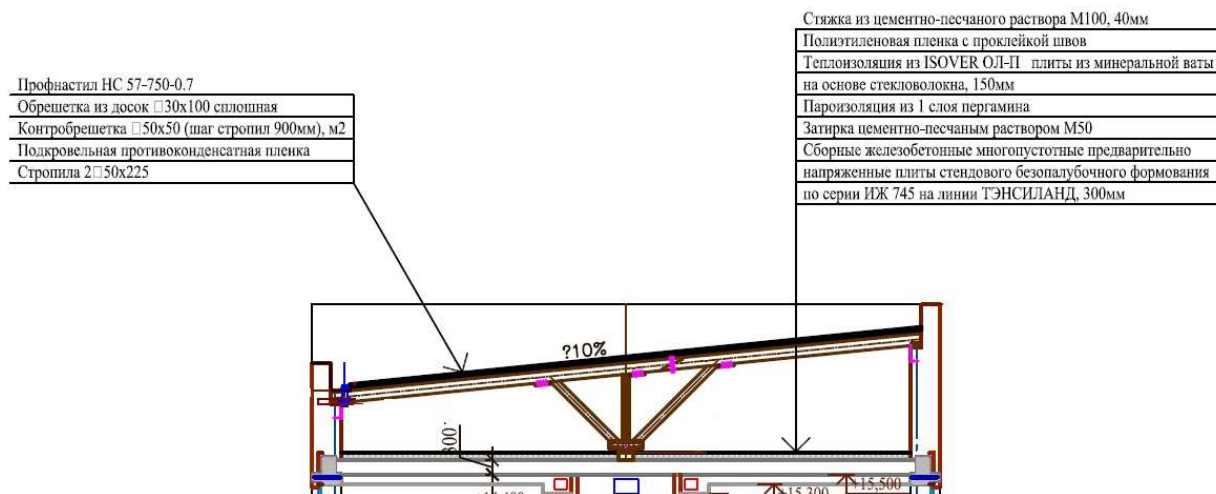 Стяжка из цементно-песчаного раствора М100, 40мм
Полиэтиленовая пленка с проклейкой швов
Теплоизоляция из ISOVER ОЛ-П плиты из минеральной ваты
на основе стекловолокна, 150мм
Пароизоляция из 1 слоя пергамина
Затирка цементно-песчаным раствором М50
Сборные железобетонные многопустотные предварительно
напряженные плиты стендового безопалубочного формования
по серии ИЖ 745 на линии ТЭНСИЛАНД, 300мм
Профнастил НС 57-750-0.7
Обрешетка из досок □30х100 сплошная
Контробрешетка □50х50 (шаг стропил 900мм), м2
Подкровельная противоконденсатная пленка
Стропила 2□50х225
?10%
+15,500